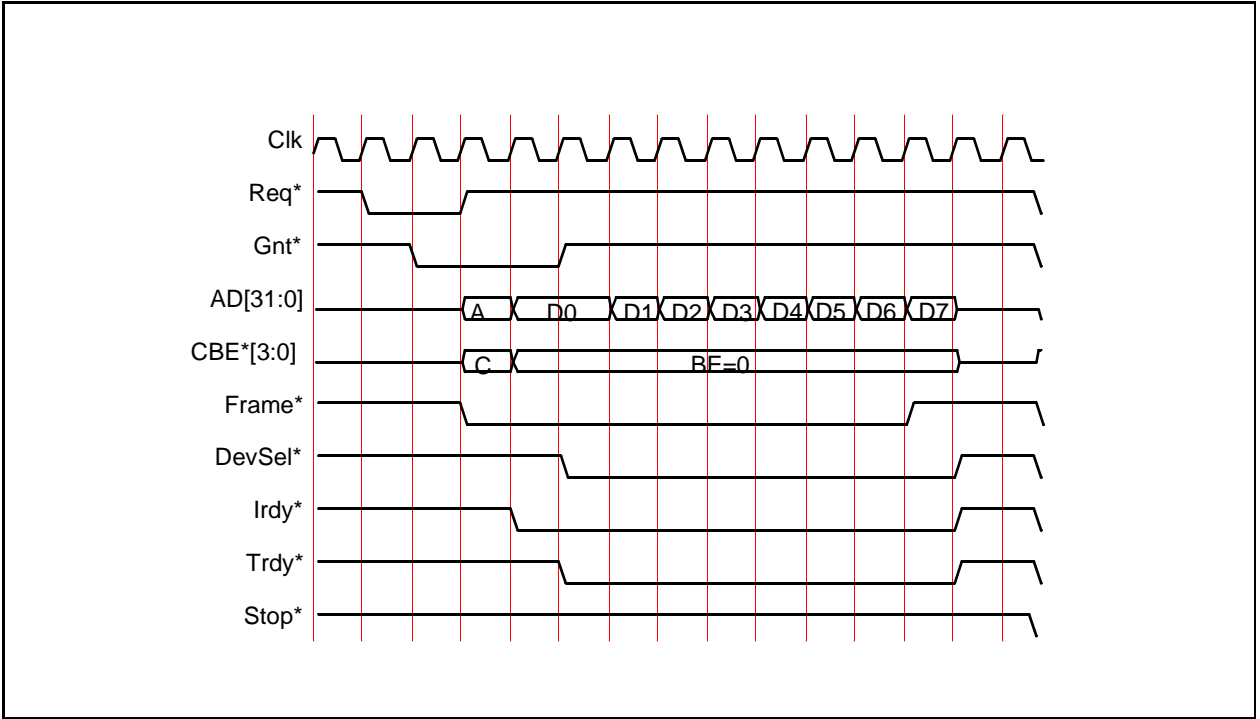 Clk
Req*
Gnt*
AD[31:0] A D0 D1 D2 D3 D4 D5 D6 D7
CBE*[3:0] C BE=0
Frame*
DevSel*
Irdy*
Trdy*
Stop*